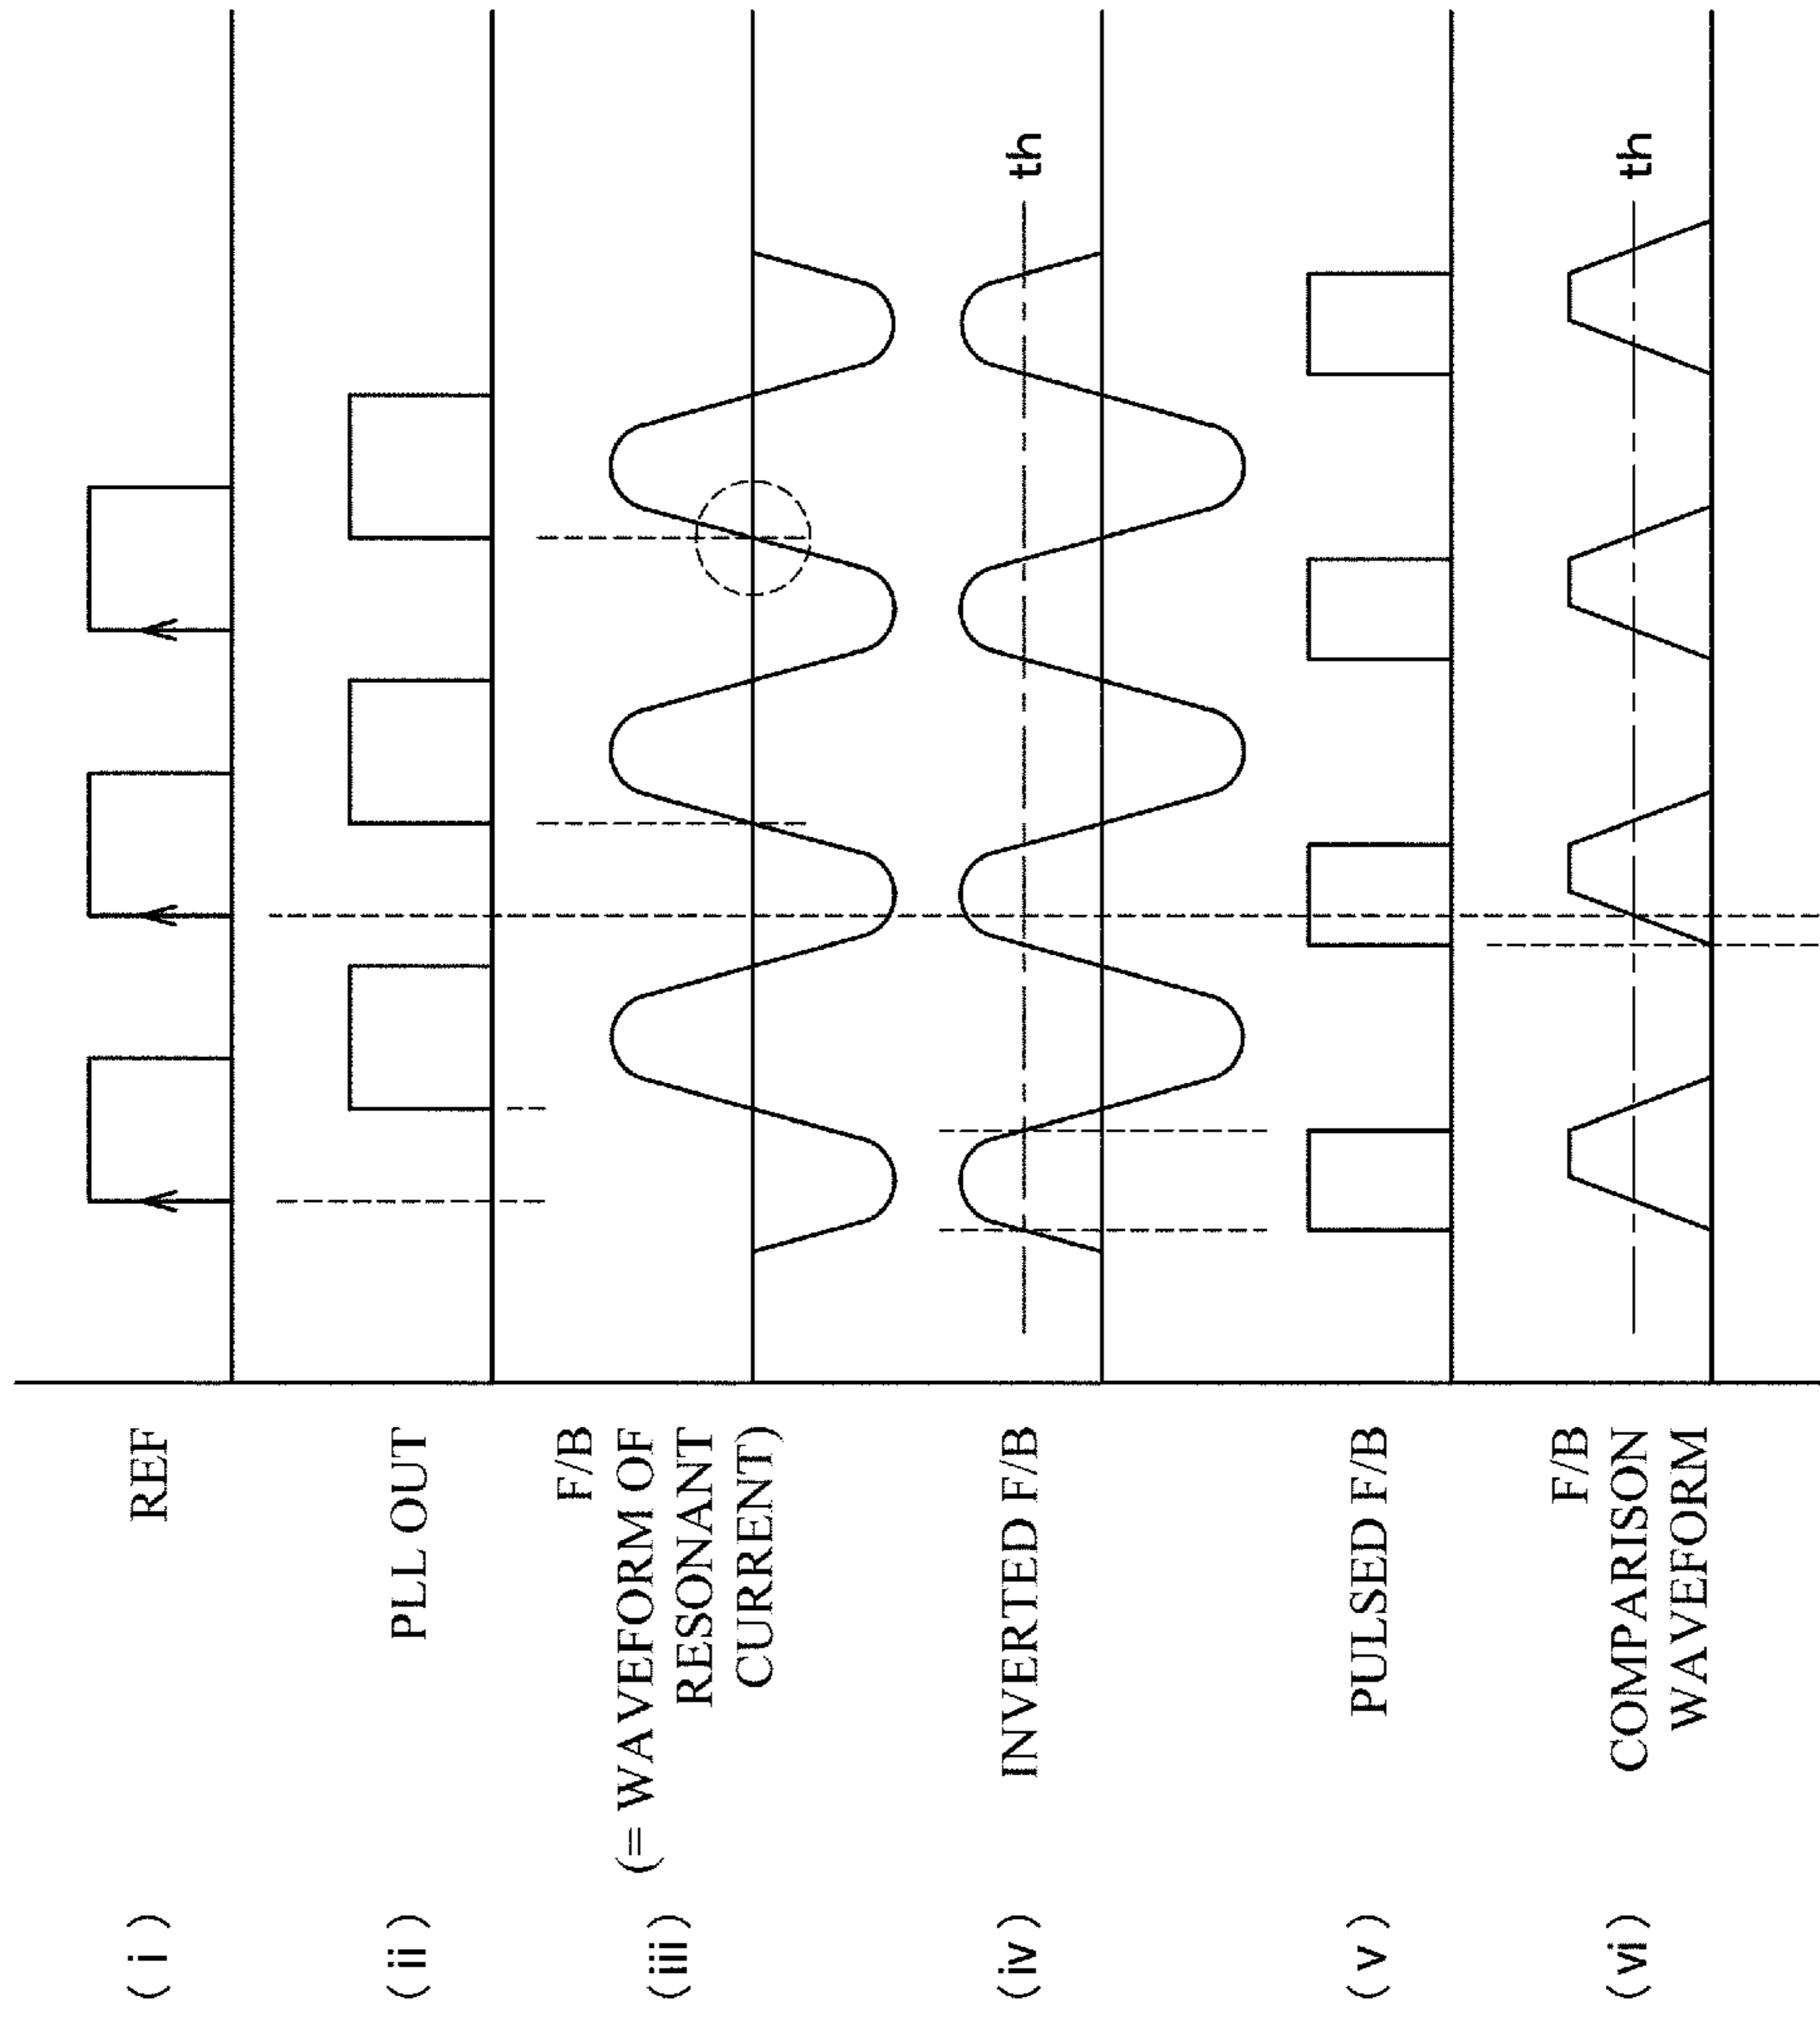 ( i ) REF
( ii ) PLL OUT
F/B
(iii) (= WAVEFORM OF
RESONANT
CURRENT)
(iv) INVERTED F/B
th
( v ) PULSED F/B
F/B
(vi) COMPARISON
WAVEFORM
th